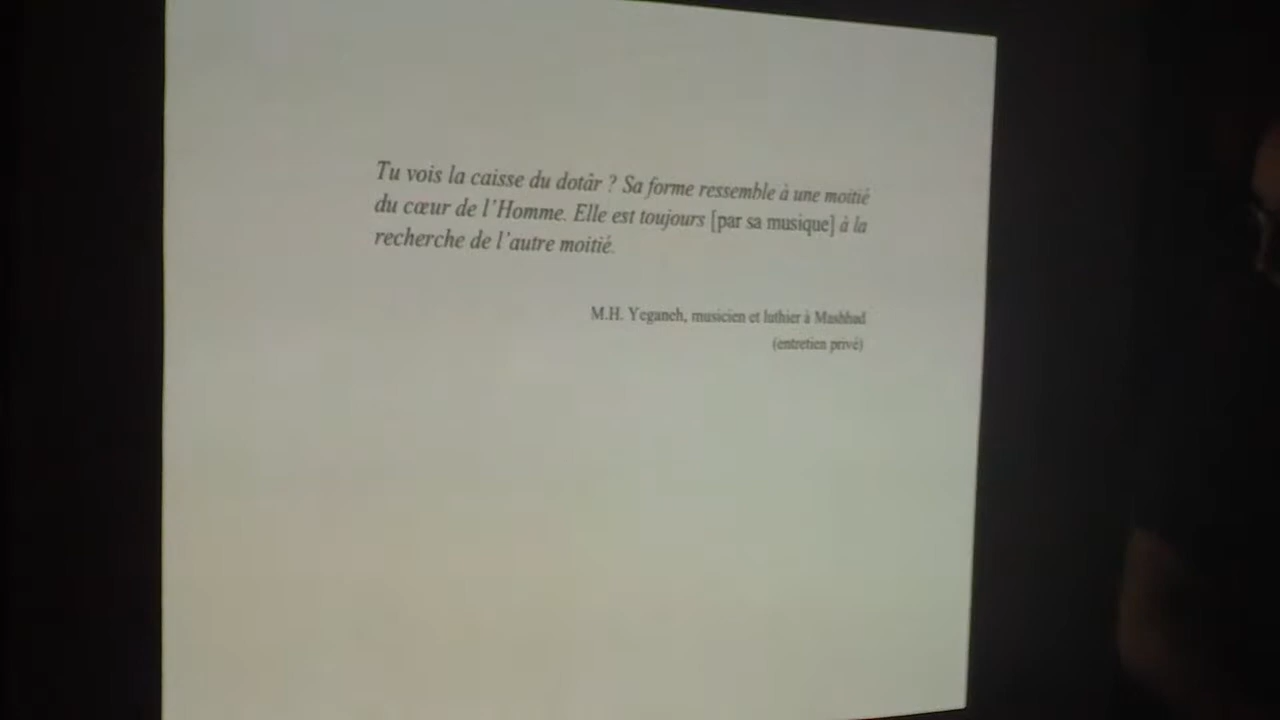 Tu vois la caisse du dotâr ? Sa forme ressemble à une moitié
du cœur de l’Homme. Elle est toujours [par sa musique] à la
recherche de l’autre moitié.
M.H. Yeganeh, musicien et luthier à Mashhad
(entretien privé)